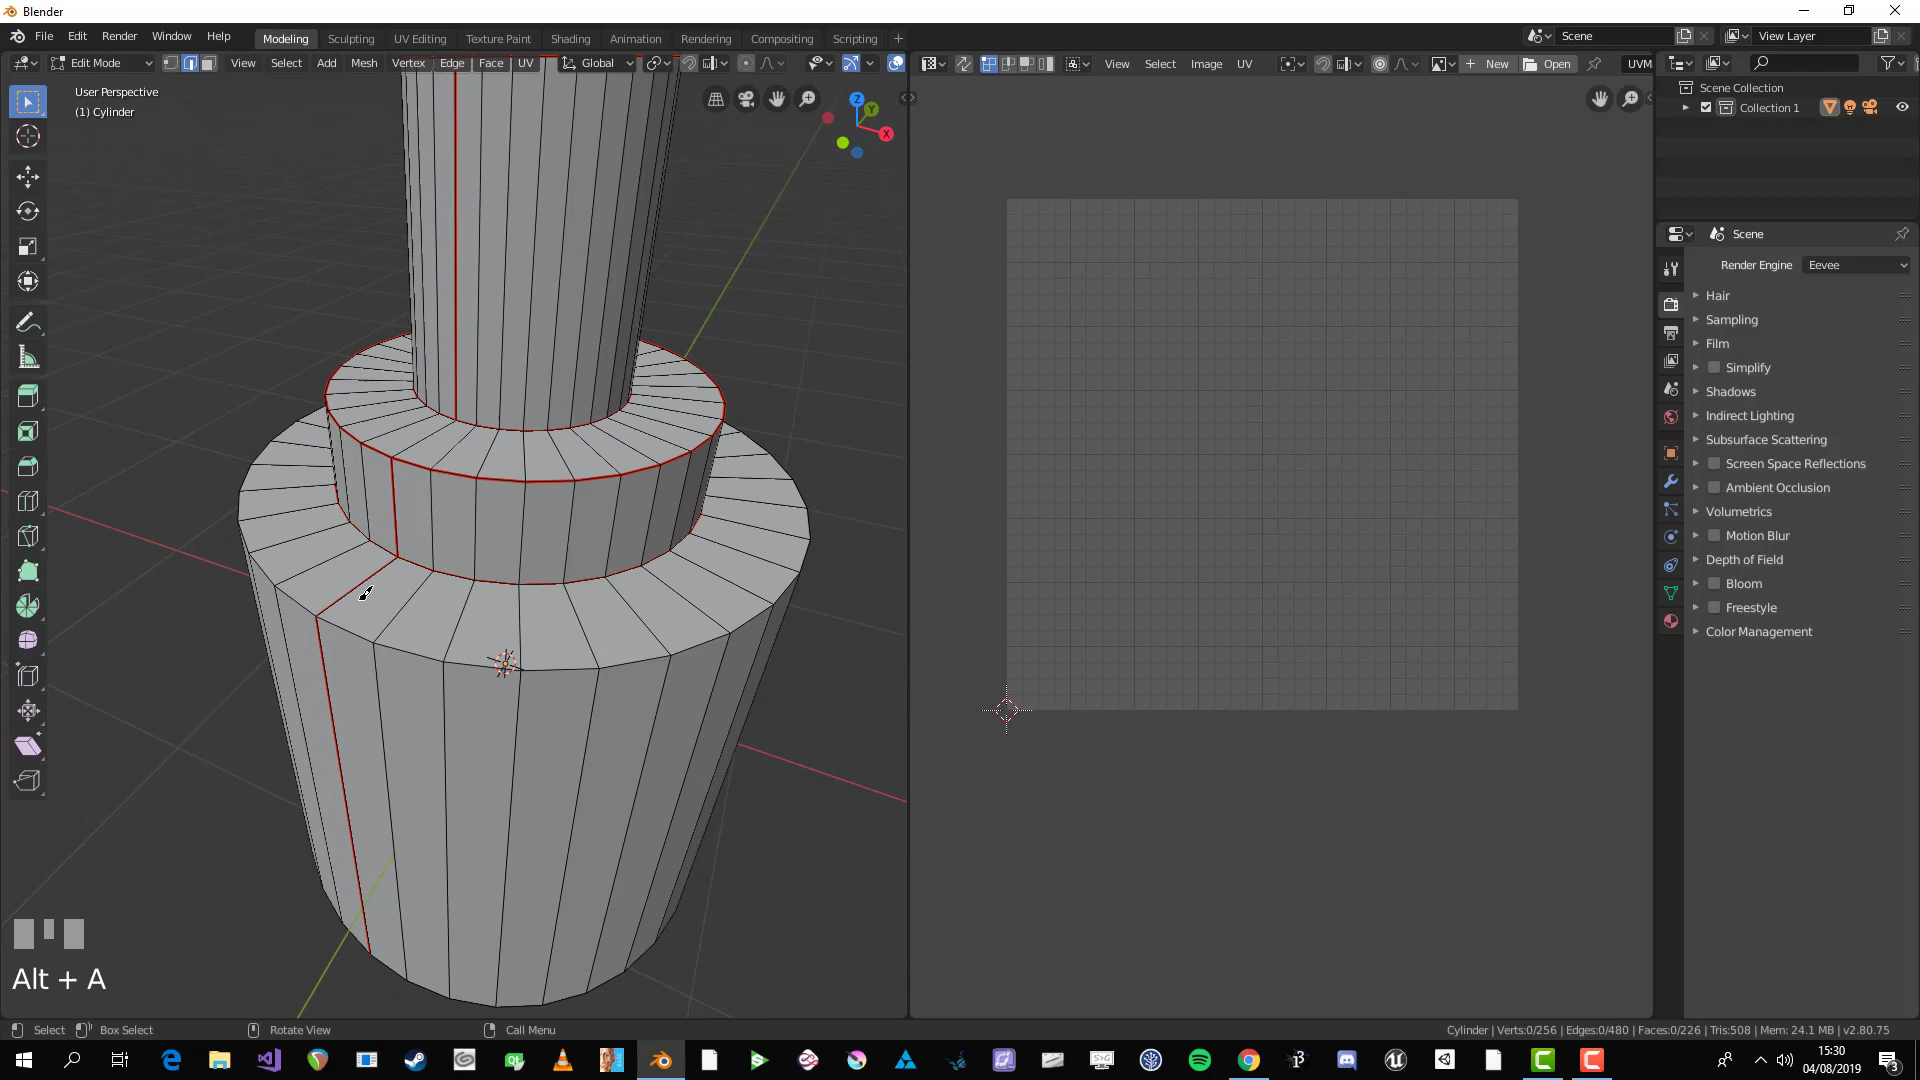 Blender
File Edit Render Window Help
Modeling Sculpting UV Editing Texture Paint Shading Animation Rendering Compositing Scripting
Scene View Layer
Edit Mode View Select Add Mesh Vertex Edge Face UV Global
View Select Image UV New Open UVM
User Perspective
(1) Cylinder
Z
Y
X
Scene Collection
Collection 1
Scene
Render Engine Eevee
Hair
Sampling
Film
Simplify
Shadows
Indirect Lighting
Subsurface Scattering
Screen Space Reflections
Ambient Occlusion
Volumetrics
Motion Blur
Depth of Field
Bloom
Freestyle
Color Management
Alt + A
Select Box Select Rotate View Call Menu
Cylinder | Verts:0/256 | Edges:0/480 | Faces:0/226 | Tris:508 | Mem: 24.1 MB | v2.80.75
15:30
04/08/2019
3